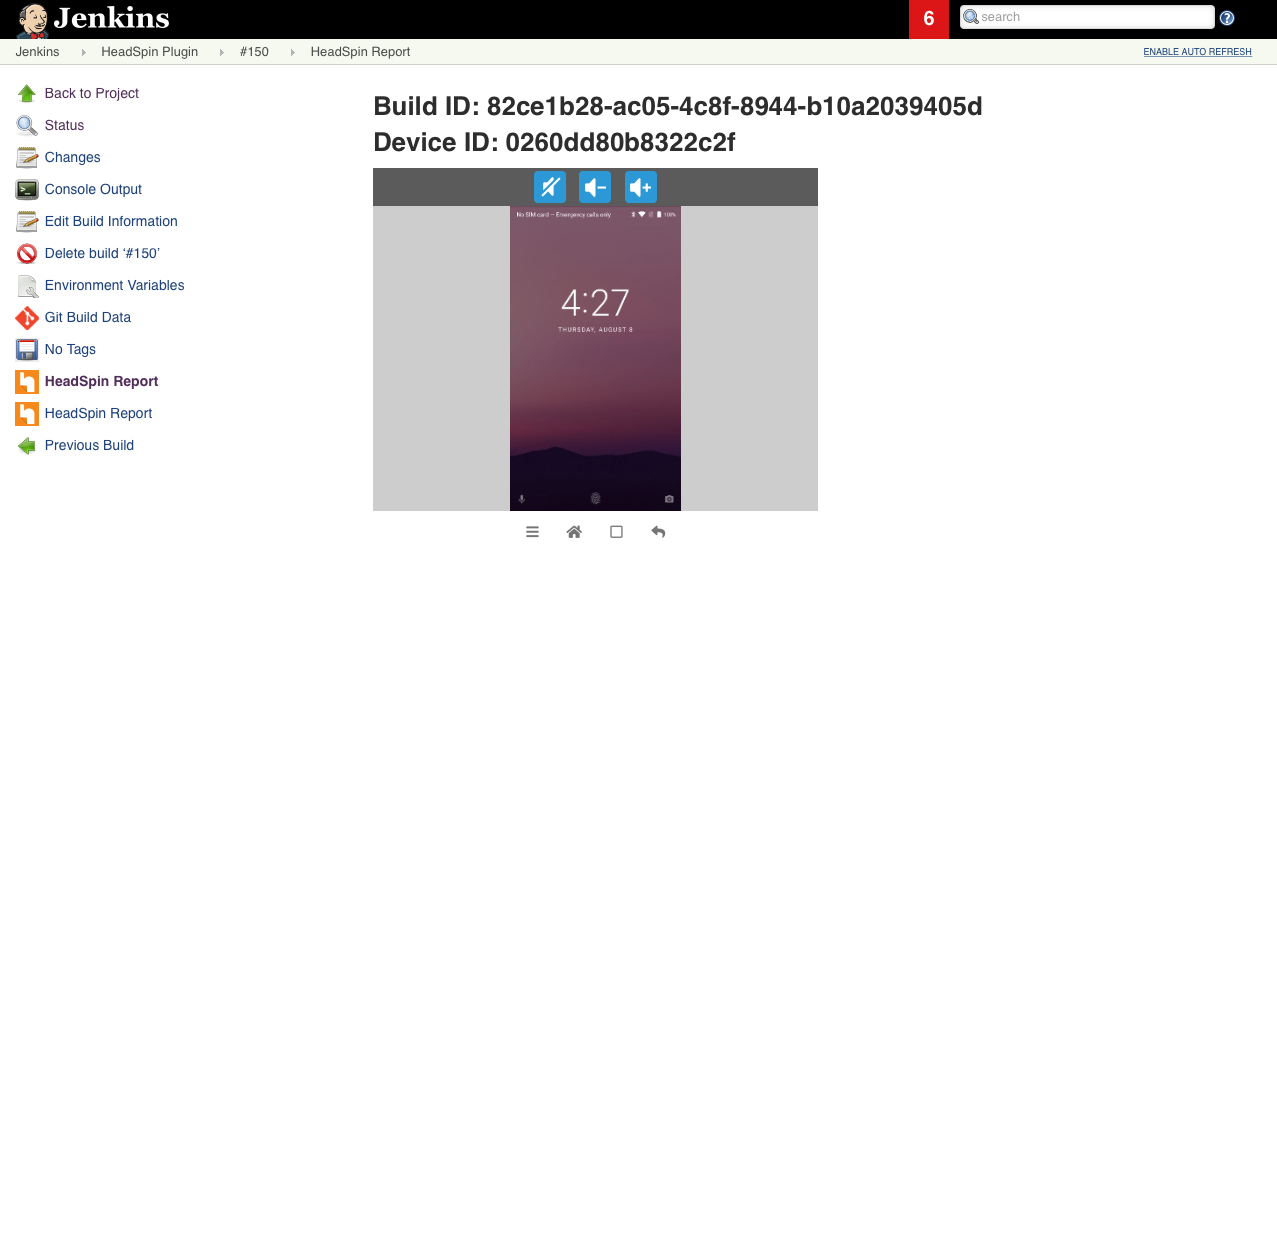 Jenkins
6
search
Jenkins
HeadSpin Plugin
#150
HeadSpin Report
ENABLE AUTO REFRESH
Back to Project
Status
Changes
Console Output
Edit Build Information
Delete build ‘#150’
Environment Variables
Git Build Data
No Tags
HeadSpin Report
HeadSpin Report
Previous Build
Build ID: 82ce1b28-ac05-4c8f-8944-b10a2039405d
Device ID: 0260dd80b8322c2f
No SIM card — Emergency calls only
100%
4:27
THURSDAY, AUGUST 8